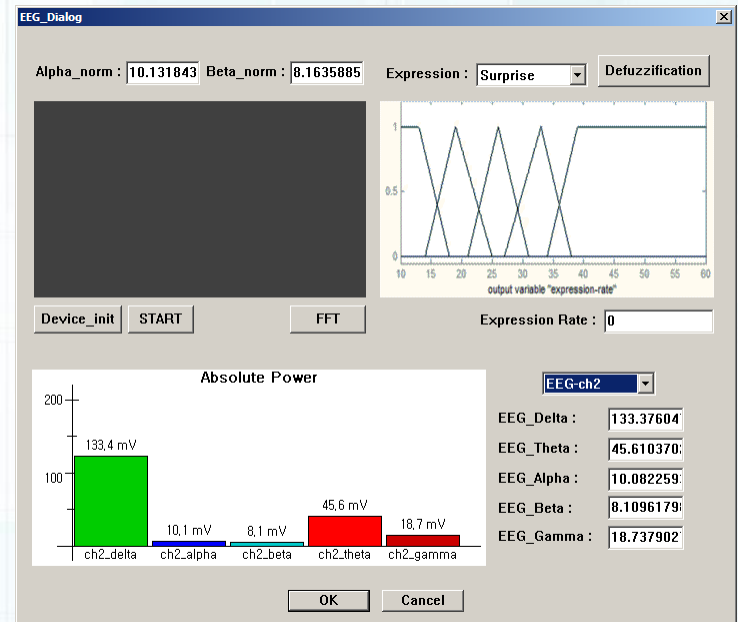 EEG_Dialog
Alpha_norm : 10.131843 Beta_norm : 8.1635885 Expression : Surprise Defuzzification
1
0.5
0
10 15 20 25 30 35 40 45 50 55 60
output variable "expression-rate"
Device_init START FFT Expression Rate : 0
Absolute Power
200
100
133,4 mV
10,1 mV
8,1 mV
45,6 mV
18,7 mV
ch2_delta ch2_alpha ch2_beta ch2_theta ch2_gamma
EEG-ch2
EEG_Delta : 133.37604
EEG_Theta : 45.610370
EEG_Alpha : 10.082259
EEG_Beta : 8.1096179
EEG_Gamma : 18.737902
OK Cancel